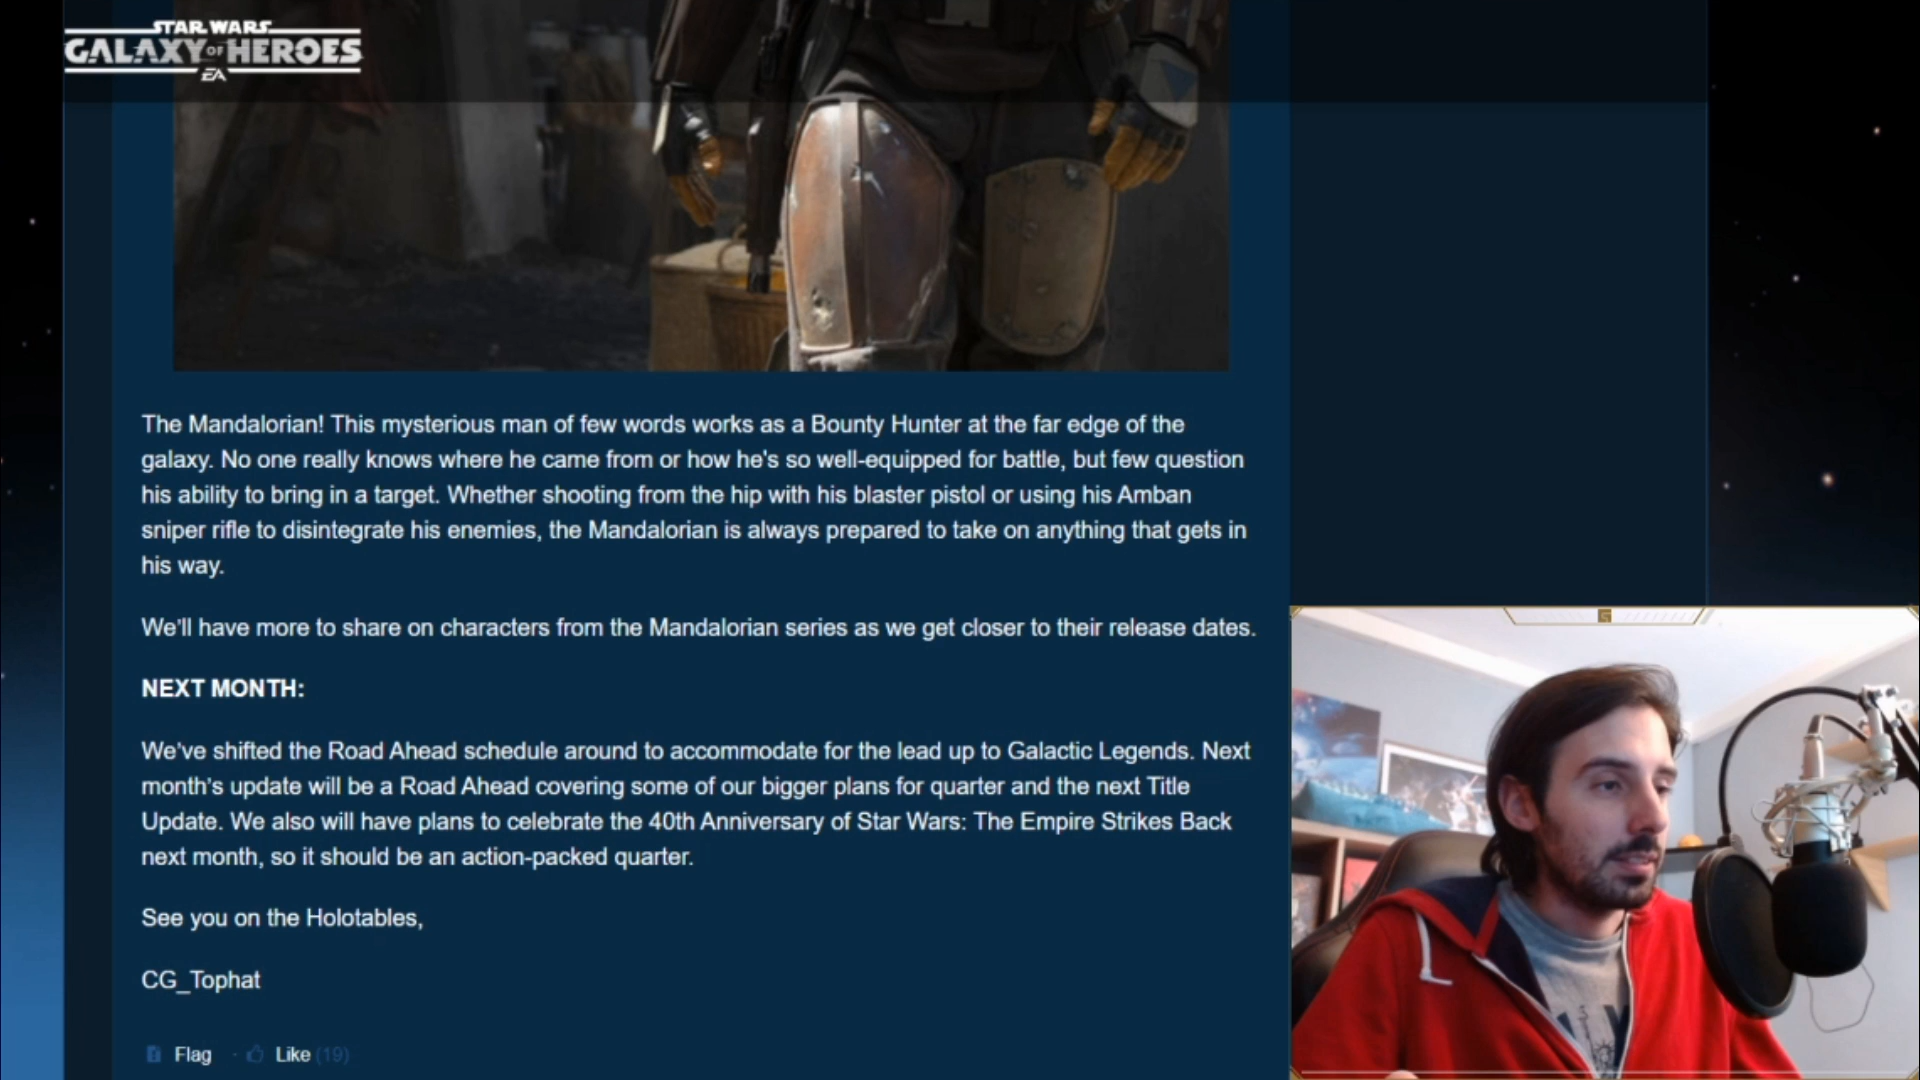 STAR WARS
GALAXY OF HEROES
EA
The Mandalorian! This mysterious man of few words works as a Bounty Hunter at the far edge of the
galaxy. No one really knows where he came from or how he's so well-equipped for battle, but few question
his ability to bring in a target. Whether shooting from the hip with his blaster pistol or using his Amban
sniper rifle to disintegrate his enemies, the Mandalorian is always prepared to take on anything that gets in
his way.
We'll have more to share on characters from the Mandalorian series as we get closer to their release dates.
NEXT MONTH:
We've shifted the Road Ahead schedule around to accommodate for the lead up to Galactic Legends. Next
month's update will be a Road Ahead covering some of our bigger plans for quarter and the next Title
Update. We also will have plans to celebrate the 40th Anniversary of Star Wars: The Empire Strikes Back
next month, so it should be an action-packed quarter.
See you on the Holotables,
CG_Tophat
Flag · Like (19)